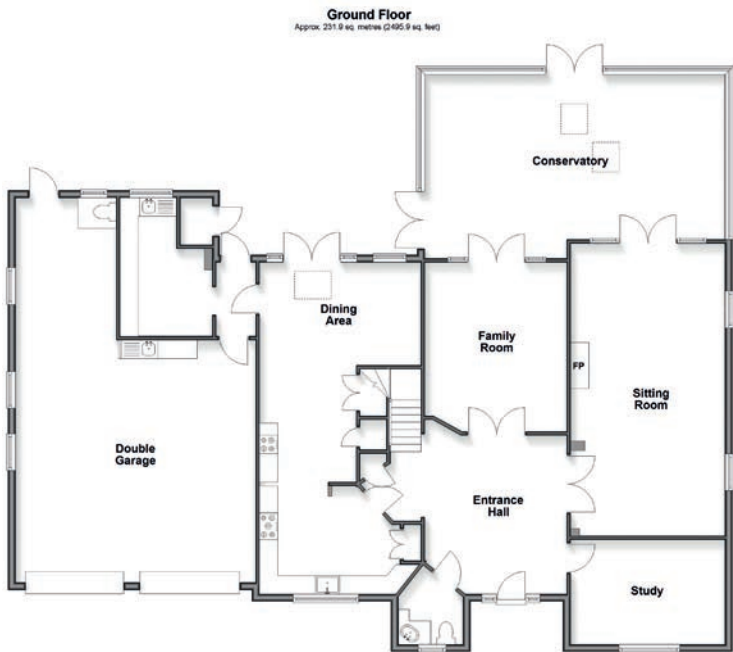 Ground Floor
Approx. 231.9 sq. metres (2495.9 sq. feet)
Conservatory
Dining
Area
Family
Room
FP
Sitting
Room
Double
Garage
Entrance
Hall
Study